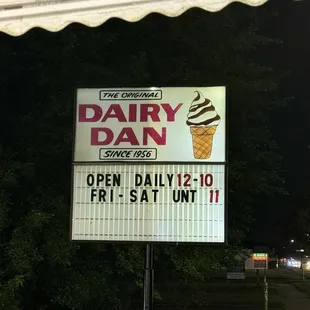 THE ORIGINAL
DAIRY
DAN
SINCE 1956
OPEN DAILY 12-10
FRI-SAT UNT 11